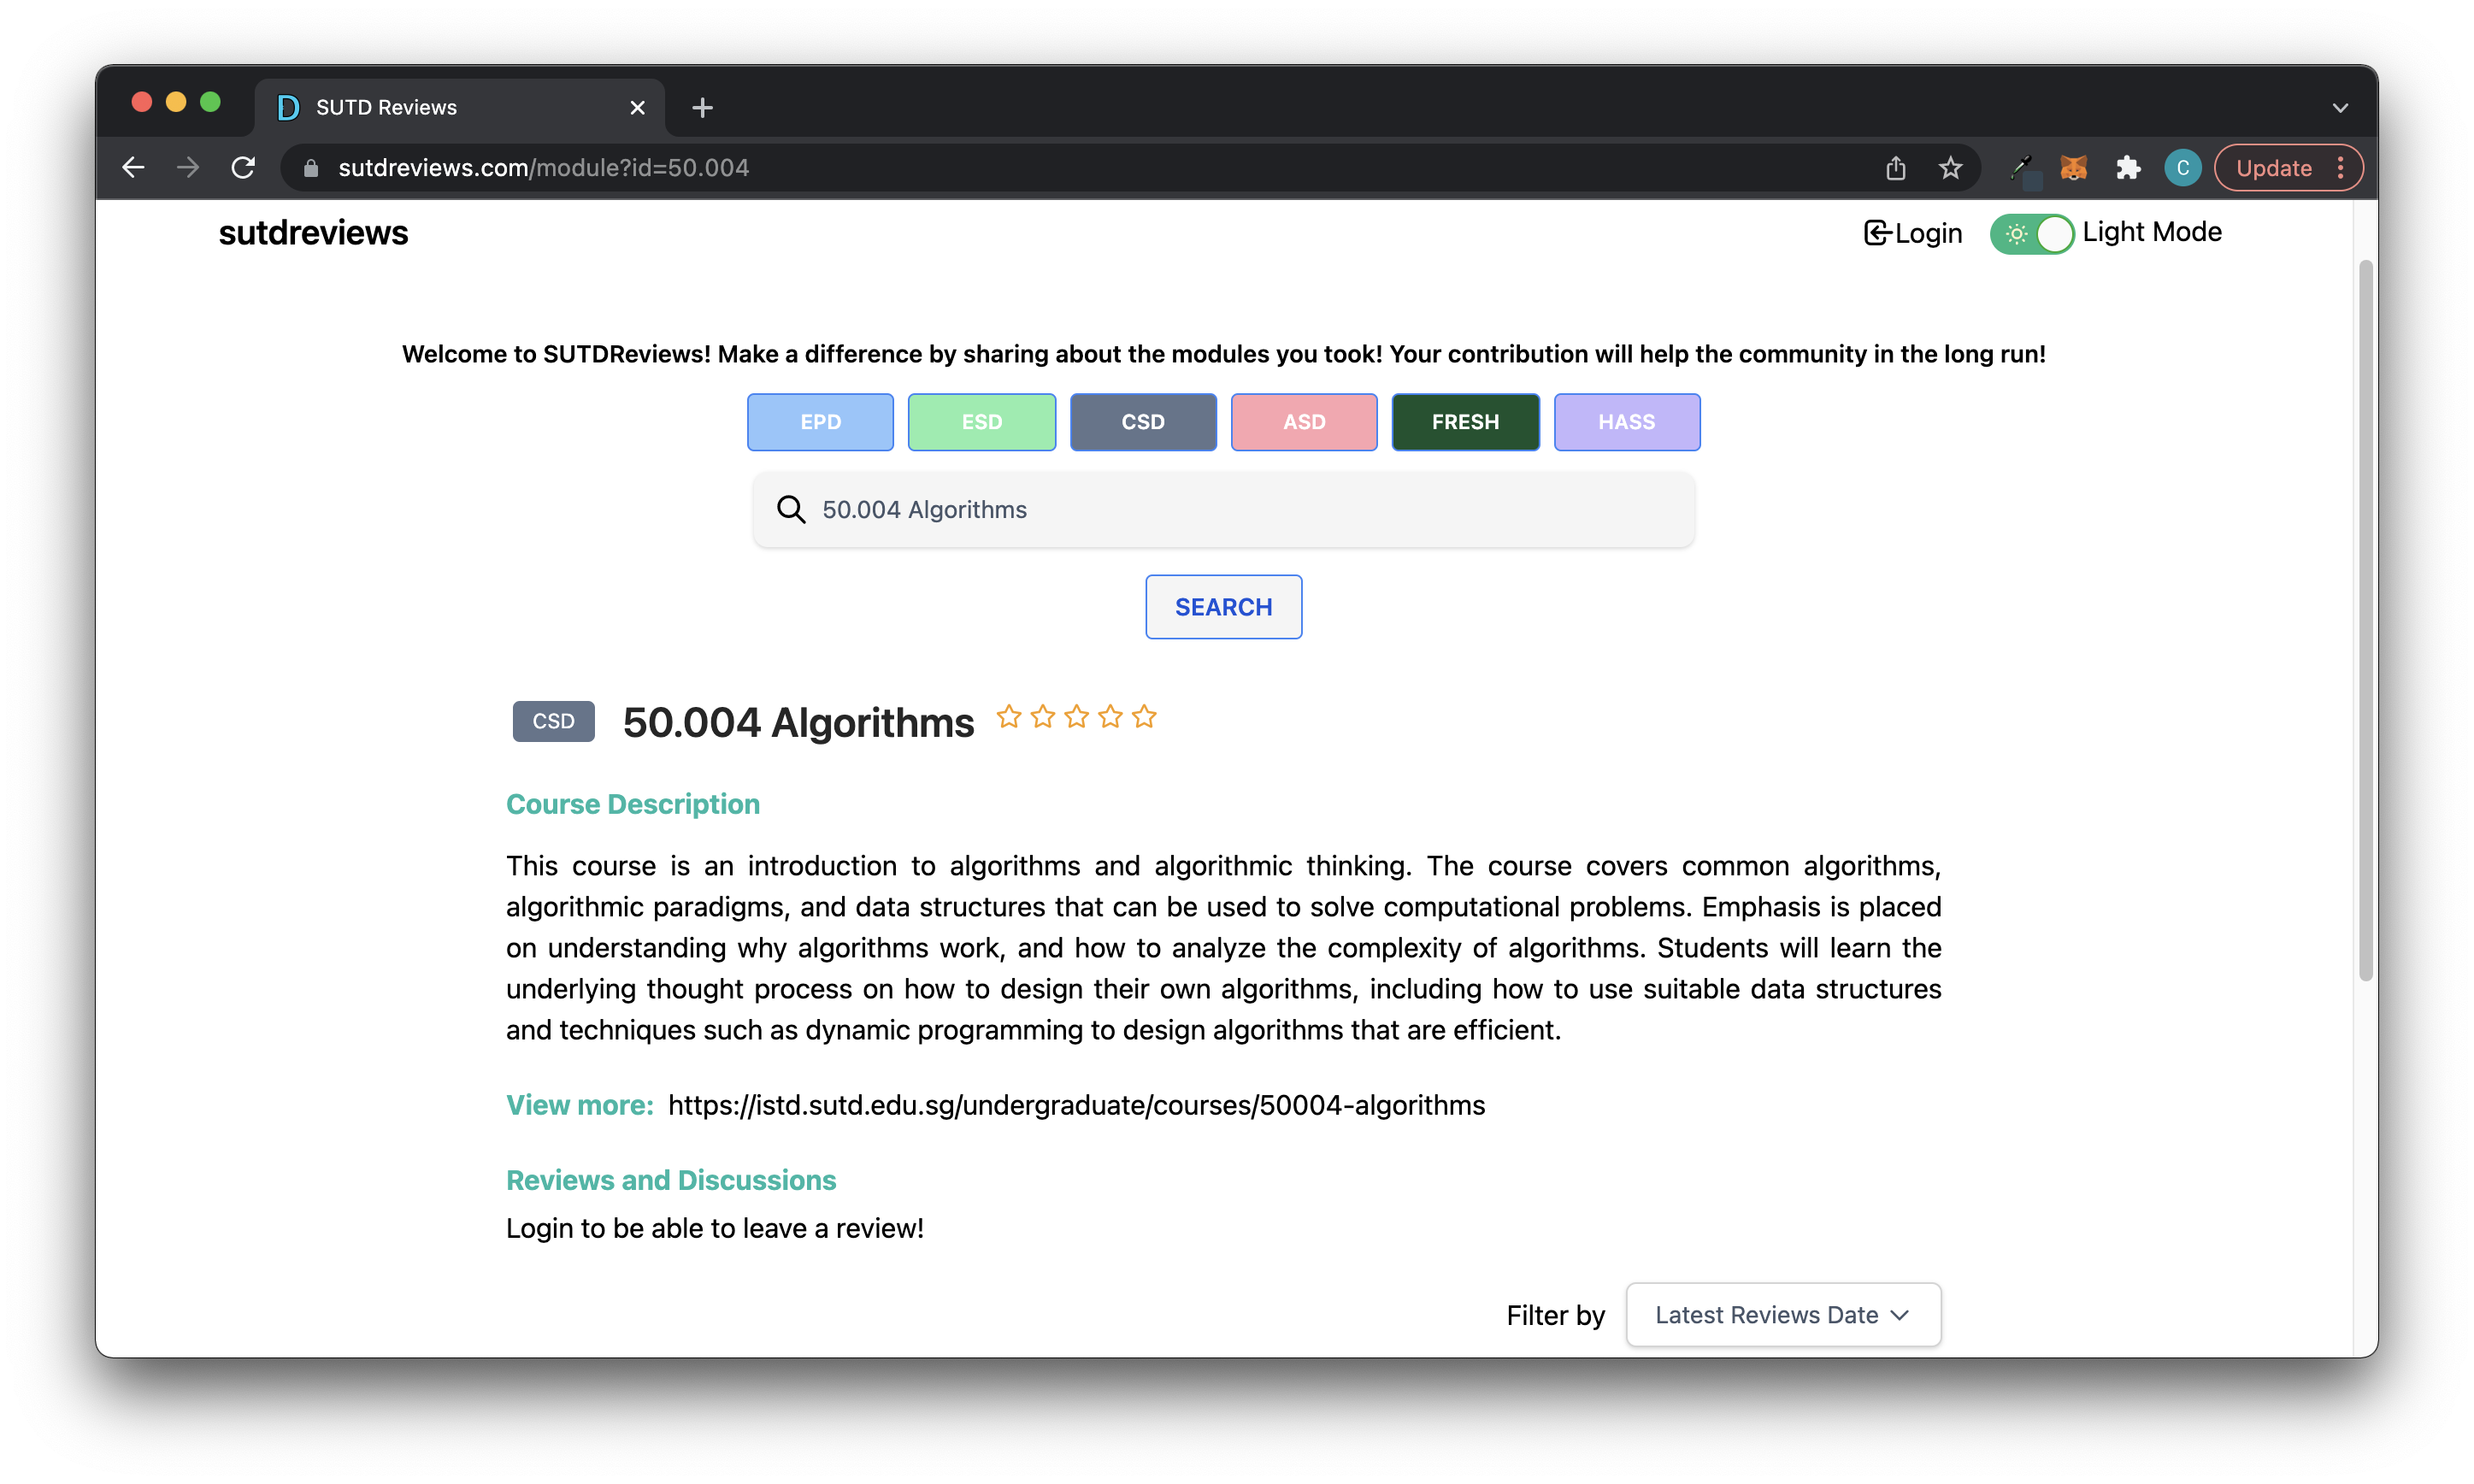 SUTD Reviews
sutdreviews.com/module?id=50.004
C
Update
sutdreviews
Login
Light Mode
Welcome to SUTDReviews! Make a difference by sharing about the modules you took! Your contribution will help the community in the long run!
EPD ESD CSD ASD FRESH HASS
50.004 Algorithms
SEARCH
CSD 50.004 Algorithms
Course Description
This course is an introduction to algorithms and algorithmic thinking. The course covers common algorithms,
algorithmic paradigms, and data structures that can be used to solve computational problems. Emphasis is placed
on understanding why algorithms work, and how to analyze the complexity of algorithms. Students will learn the
underlying thought process on how to design their own algorithms, including how to use suitable data structures
and techniques such as dynamic programming to design algorithms that are efficient.
View more: https://istd.sutd.edu.sg/undergraduate/courses/50004-algorithms
Reviews and Discussions
Login to be able to leave a review!
Filter by Latest Reviews Date